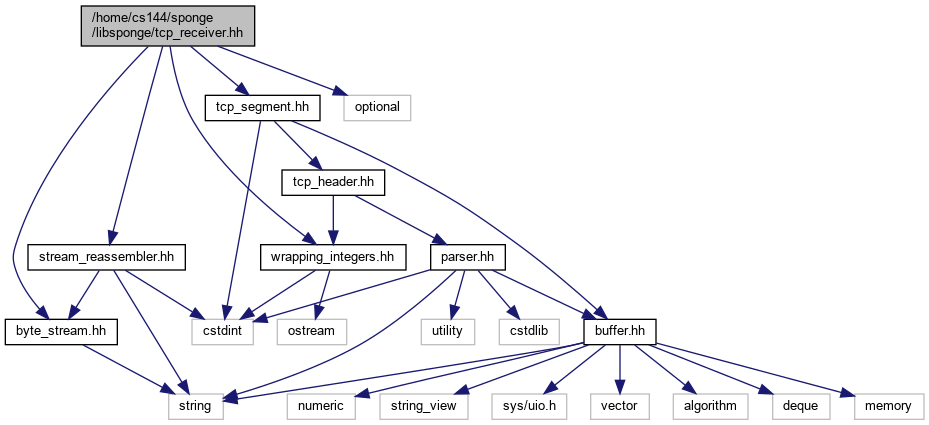 /home/cs144/sponge
/libsponge/tcp_receiver.hh
tcp_segment.hh
optional
tcp_header.hh
stream_reassembler.hh
wrapping_integers.hh
parser.hh
byte_stream.hh
cstdint
ostream
utility
cstdlib
buffer.hh
string
numeric
string_view
sys/uio.h
vector
algorithm
deque
memory